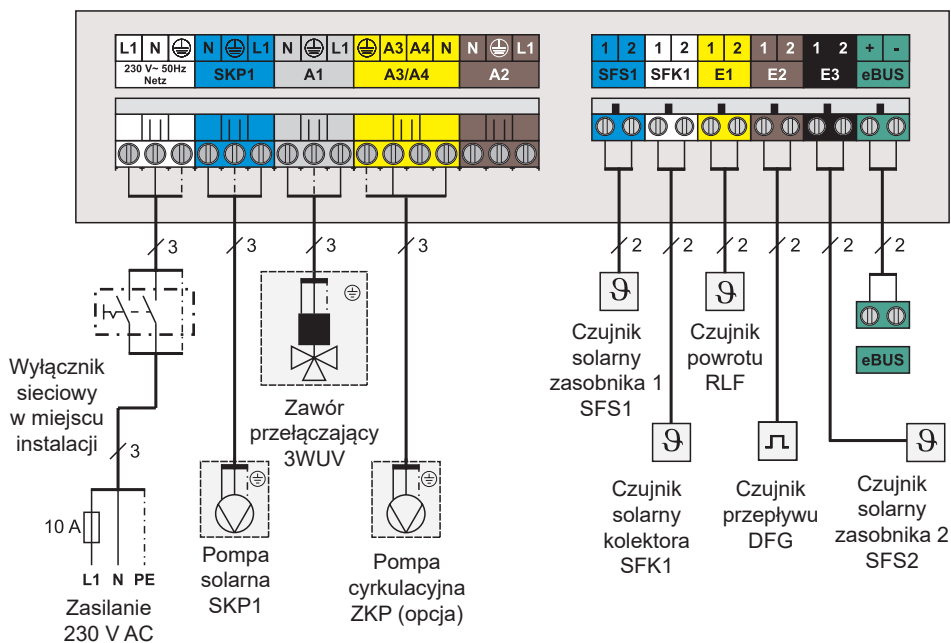 L1 N N L1 N L1 A3 A4 N N L1
230 V~ 50Hz
Netz
SKP1 A1 A3/A4 A2
1 2 1 2 1 2 1 2 1 2 + -
SFS1 SFK1 E1 E2 E3 eBUS
3 3 3 3 2 2 2 2 2 2
Wyłącznik
sieciowy
w miejscu
instalacji
3
10 A
L1 N PE
Zasilanie
230 V AC
Pompa
solarna
SKP1
Zawór
przełączający
3WUV
Pompa
cyrkulacyjna
ZKP (opcja)
ϑ
Czujnik
solarny
zasobnika 1
SFS1
ϑ
Czujnik
solarny
kolektora
SFK1
ϑ
Czujnik
powrotu
RLF
Czujnik
przepływu
DFG
eBUS
ϑ
Czujnik
solarny
zasobnika 2
SFS2